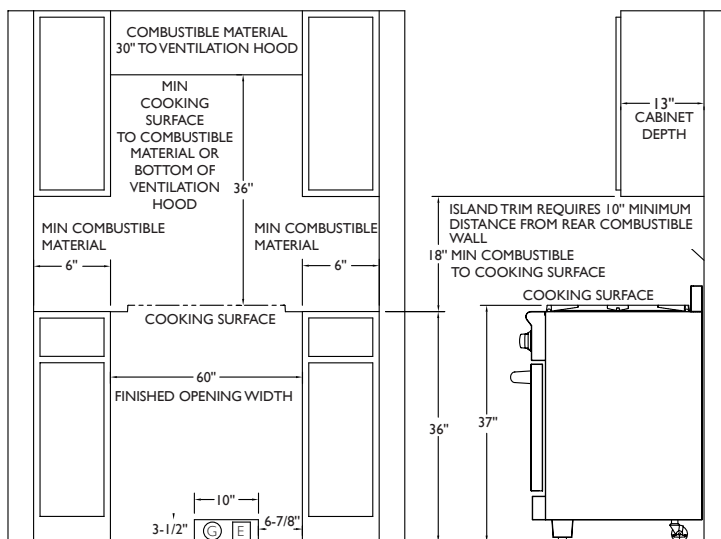 COMBUSTIBLE MATERIAL
30" TO VENTILATION HOOD
MIN
COOKING
SURFACE
TO COMBUSTIBLE
MATERIAL OR
BOTTOM OF
VENTILATION
HOOD
36"
MIN COMBUSTIBLE
MATERIAL
6"
MIN COMBUSTIBLE
MATERIAL
6"
COOKING SURFACE
60"
FINISHED OPENING WIDTH
10"
3-1/2"
G
E
6-7/8"
13"
CABINET
DEPTH
ISLAND TRIM REQUIRES 10" MINIMUM
DISTANCE FROM REAR COMBUSTIBLE
WALL
18" MIN COMBUSTIBLE
TO COOKING SURFACE
COOKING SURFACE
36"
37"